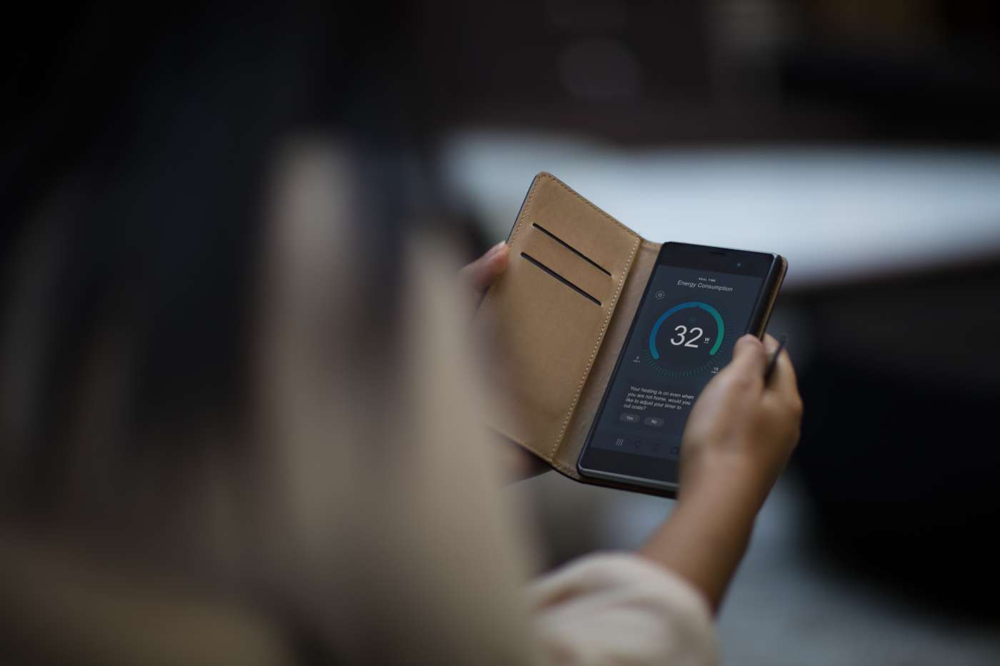 REAL TIME
Energy Consumption
32 W
Your heating is on even when
you are not home, would you
like to adjust your timer to
cut costs?
Yes No